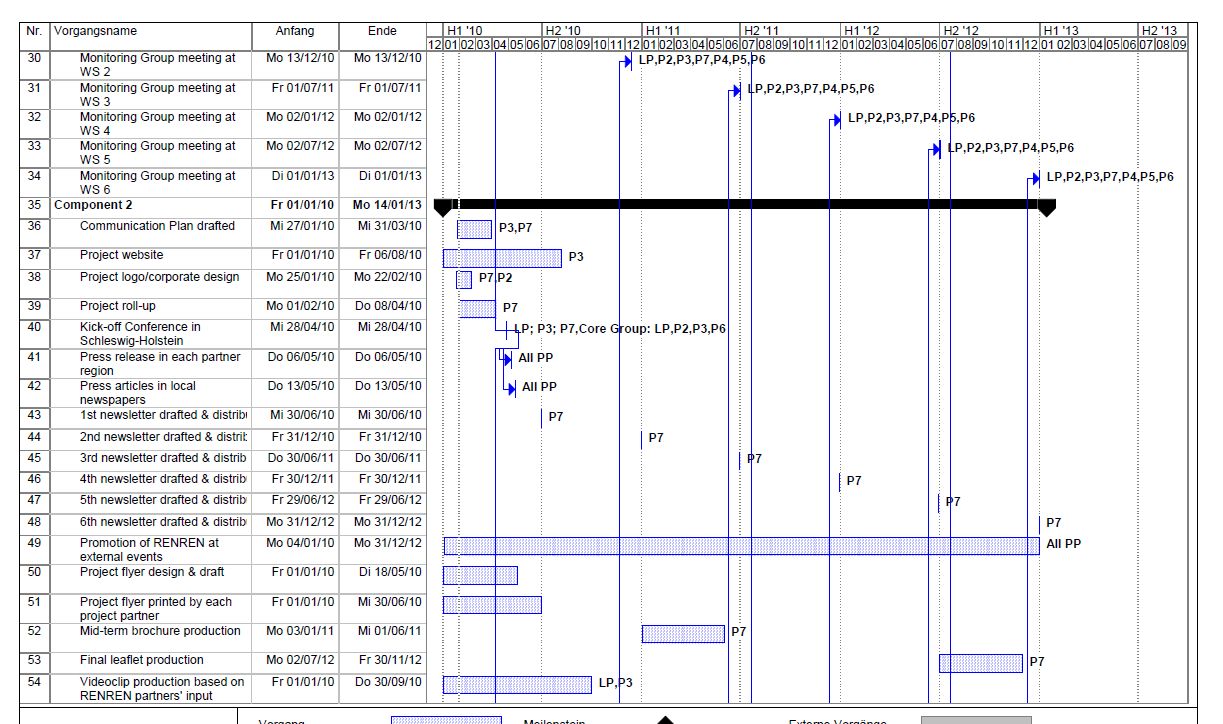 Nr. Vorgangsname Anfang Ende H1 '10 H2 '10 H1 '11 H2 '11 H1 '12 H2 '12 H1 '13 H2 '13
12 01 02 03 04 05 06 07 08 09 10 11 12 01 02 03 04 05 06 07 08 09 10 11 12 01 02 03 04 05 06 07 08 09 10 11 12 01 02 03 04 05 06 07 08 09
30 Monitoring Group meeting at Mo 13/12/10 Mo 13/12/10 LP,P2,P3,P7,P4,P5,P6
WS 2
31 Monitoring Group meeting at Fr 01/07/11 Fr 01/07/11 LP,P2,P3,P7,P4,P5,P6
WS 3
32 Monitoring Group meeting at Mo 02/01/12 Mo 02/01/12 LP,P2,P3,P7,P4,P5,P6
WS 4
33 Monitoring Group meeting at Mo 02/07/12 Mo 02/07/12 LP,P2,P3,P7,P4,P5,P6
WS 5
34 Monitoring Group meeting at Di 01/01/13 Di 01/01/13 LP,P2,P3,P7,P4,P5,P6
WS 6
35 Component 2 Fr 01/01/10 Mo 14/01/13
36 Communication Plan drafted Mi 27/01/10 Mi 31/03/10 P3,P7
37 Project website Fr 01/01/10 Fr 06/08/10 P3
38 Project logo/corporate design Mo 25/01/10 Mo 22/02/10 P7,P2
39 Project roll-up Mo 01/02/10 Do 08/04/10 P7
40 Kick-off Conference in Mi 28/04/10 Mi 28/04/10 LP; P3; P7,Core Group: LP,P2,P3,P6
Schleswig-Holstein
41 Press release in each partner Do 06/05/10 Do 06/05/10 All PP
region
42 Press articles in local Do 13/05/10 Do 13/05/10 All PP
newspapers
43 1st newsletter drafted & distribu Mi 30/06/10 Mi 30/06/10 P7
44 2nd newsletter drafted & distrib Fr 31/12/10 Fr 31/12/10 P7
45 3rd newsletter drafted & distrib Do 30/06/11 Do 30/06/11 P7
46 4th newsletter drafted & distribu Fr 30/12/11 Fr 30/12/11 P7
47 5th newsletter drafted & distribu Fr 29/06/12 Fr 29/06/12 P7
48 6th newsletter drafted & distribu Mo 31/12/12 Mo 31/12/12 P7
49 Promotion of RENREN at Mo 04/01/10 Mo 31/12/12 All PP
external events
50 Project flyer design & draft Fr 01/01/10 Di 18/05/10
51 Project flyer printed by each Fr 01/01/10 Mi 30/06/10
project partner
52 Mid-term brochure production Mo 03/01/11 Mi 01/06/11 P7
53 Final leaflet production Mo 02/07/12 Fr 30/11/12 P7
54 Videoclip production based on Fr 01/01/10 Do 30/09/10 LP,P3
RENREN partners' input
Vorgang Meilenstein Externe Vorgänge